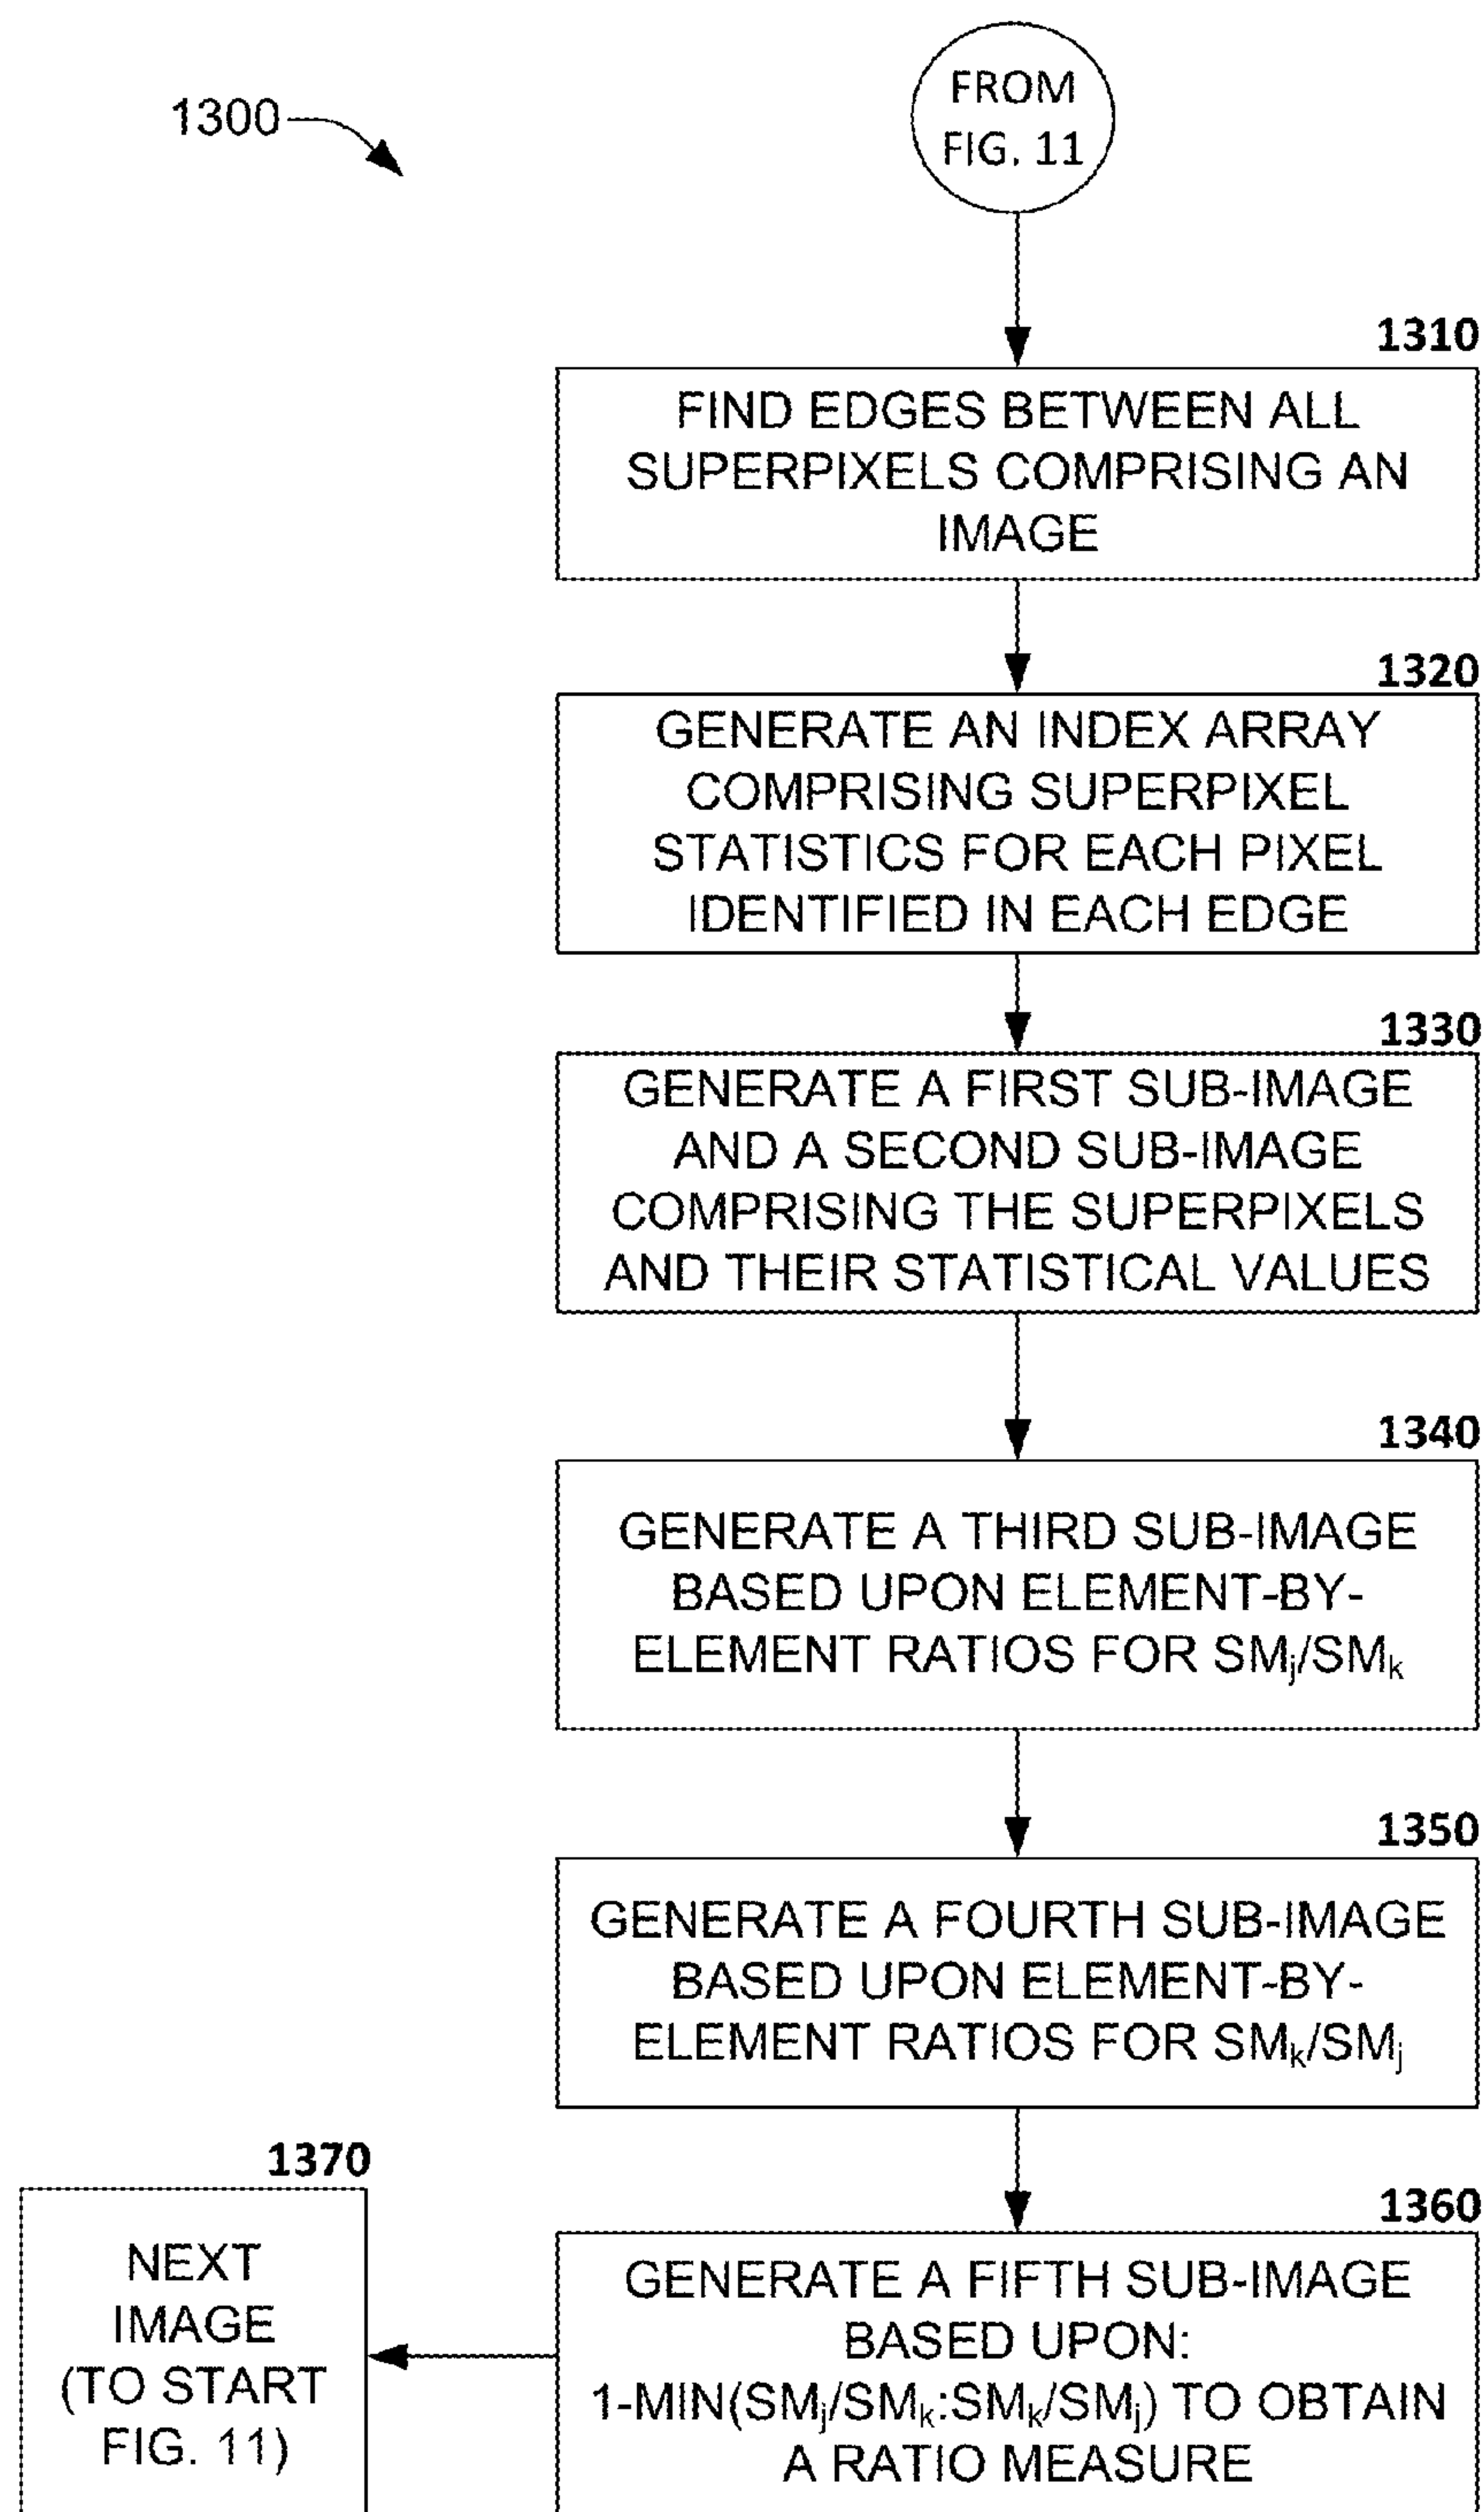 1300
FROM
FIG. 11
1310
FIND EDGES BETWEEN ALL
SUPERPIXELS COMPRISING AN
IMAGE
1320
GENERATE AN INDEX ARRAY
COMPRISING SUPERPIXEL
STATISTICS FOR EACH PIXEL
IDENTIFIED IN EACH EDGE
1330
GENERATE A FIRST SUB-IMAGE
AND A SECOND SUB-IMAGE
COMPRISING THE SUPERPIXELS
AND THEIR STATISTICAL VALUES
1340
GENERATE A THIRD SUB-IMAGE
BASED UPON ELEMENT-BY-
ELEMENT RATIOS FOR SMj/SMk
1350
GENERATE A FOURTH SUB-IMAGE
BASED UPON ELEMENT-BY-
ELEMENT RATIOS FOR SMk/SMj
1360
GENERATE A FIFTH SUB-IMAGE
BASED UPON:
1-MIN(SMj/SMk:SMk/SMj) TO OBTAIN
A RATIO MEASURE
1370
NEXT
IMAGE
(TO START
FIG. 11)